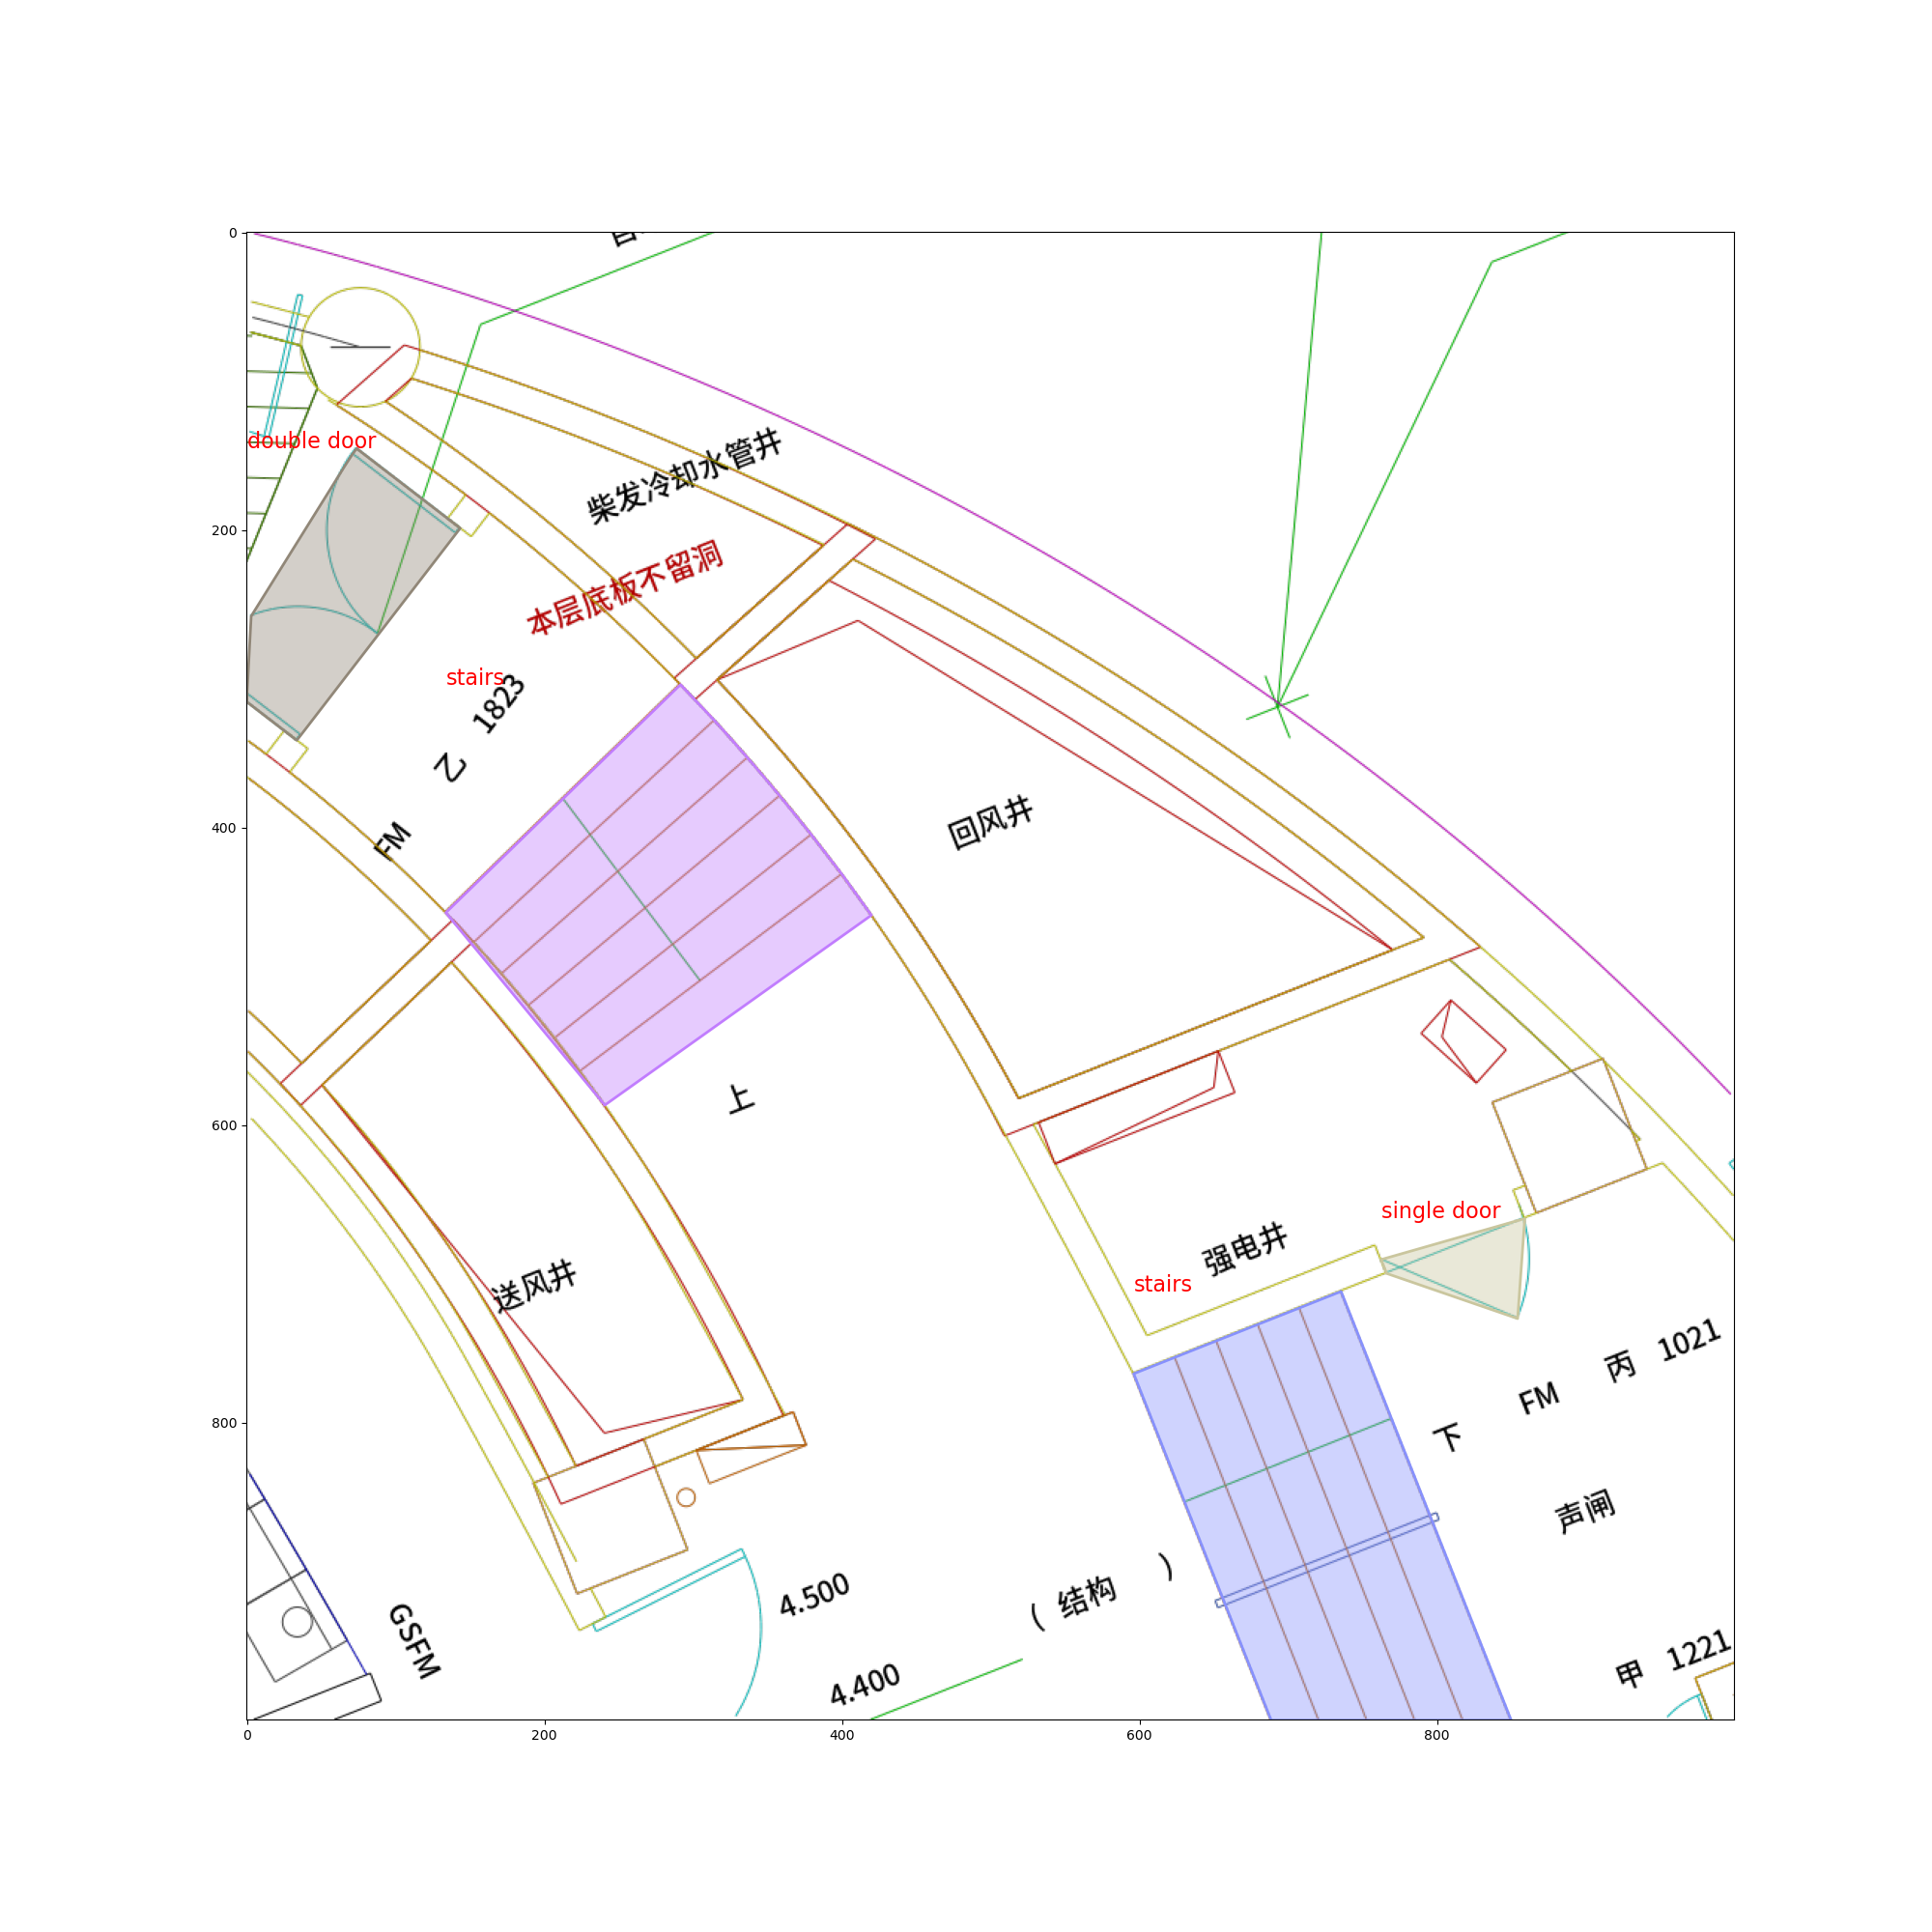 0
200
400
600
800
0
200
400
600
800
double door
柴发冷却水管井
本层底板不留洞
stairs
FM 乙 1823
回风井
上
送风井
强电井
single door
stairs
FM 丙 1021
下
声闸
4.500
(结构)
4.400
GSFM
甲 1221